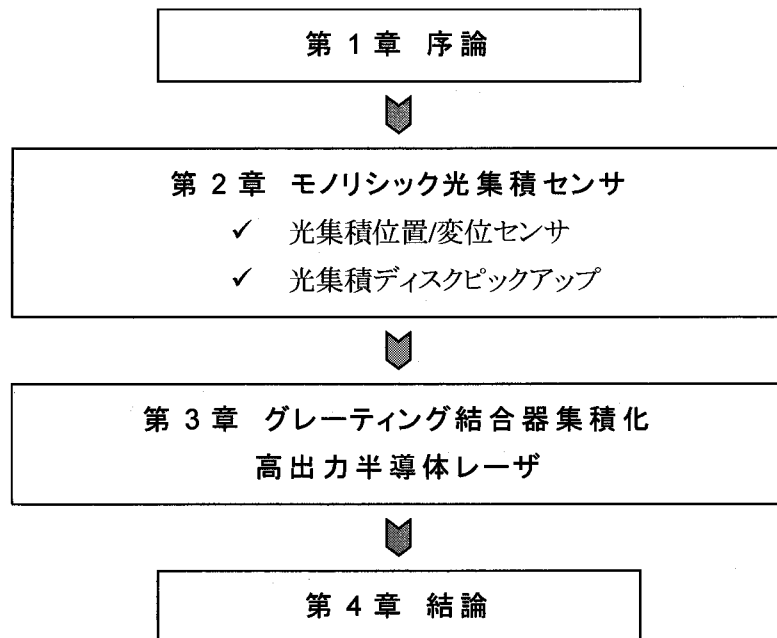 第 1 章 序論
第 2 章 モノリシック光集積センサ
✓ 光集積位置/変位センサ
✓ 光集積ディスクピックアップ
第 3 章 グレーティング結合器集積化
高出力半導体レーザ
第 4 章 結論